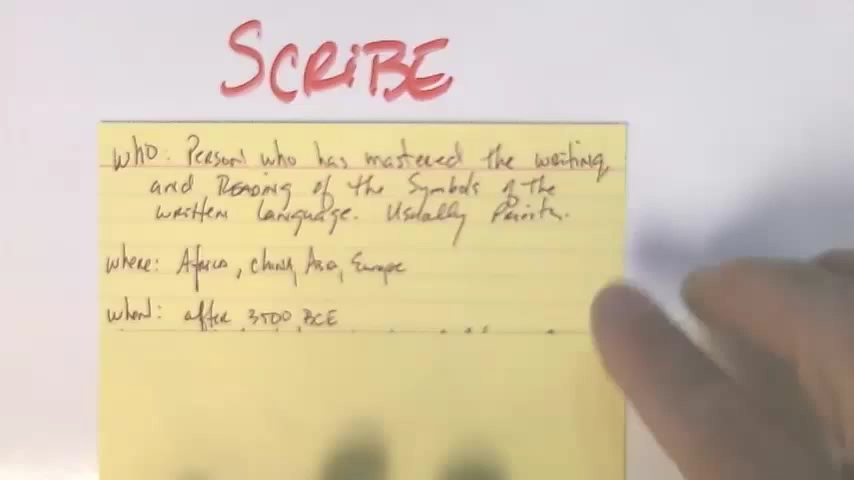 SCRIBE
who: Person who has mastered the writing
and Reading of the Symbols of the
written language. Usually Priests.
where: Africa, China, Asia, Europe
when: after 3500 BCE